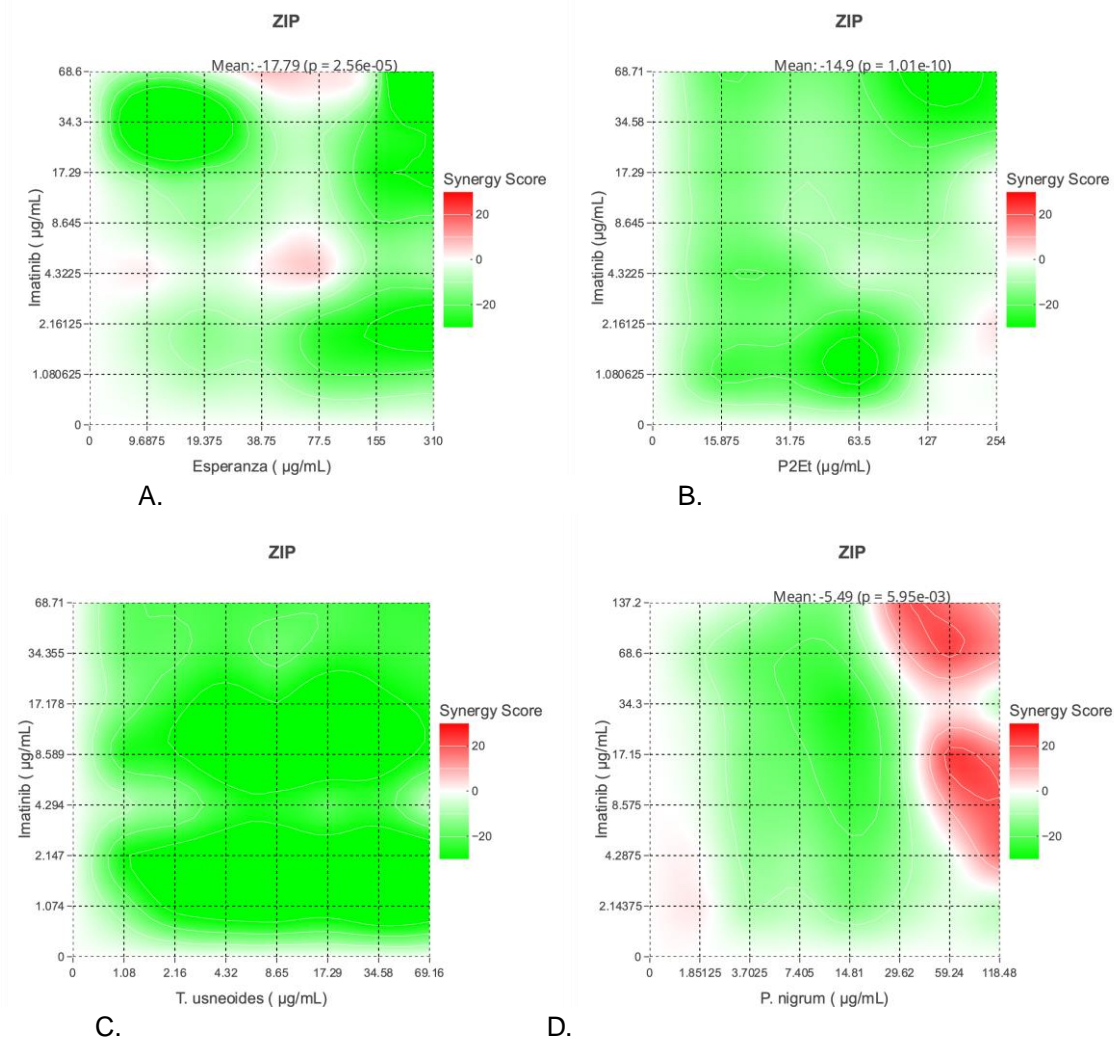 ZIP
Mean: -17.79 (p = 2.56e-05)
68.6
34.3
17.29
8.645
4.3225
2.16125
1.080625
0
Imatinib ( µg/mL)
0 9.6875 19.375 38.75 77.5 155 310
Esperanza ( µg/mL)
Synergy Score
20
0
−20
A.
ZIP
Mean: -14.9 (p = 1.01e-10)
68.71
34.58
17.29
8.645
4.3225
2.16125
1.080625
0
Imatinib (µg/mL)
0 15.875 31.75 63.5 127 254
P2Et (µg/mL)
Synergy Score
20
0
−20
B.
ZIP
68.71
34.355
17.178
8.589
4.294
2.147
1.074
0
Imatinib ( µg/mL)
0 1.08 2.16 4.32 8.65 17.29 34.58 69.16
T. usneoides ( µg/mL)
Synergy Score
20
0
−20
C.
ZIP
Mean: -5.49 (p = 5.95e-03)
137.2
68.6
34.3
17.15
8.575
4.2875
2.14375
0
Imatinib ( µg/mL)
0 1.85125 3.7025 7.405 14.81 29.62 59.24 118.48
P. nigrum ( µg/mL)
Synergy Score
20
0
−20
D.